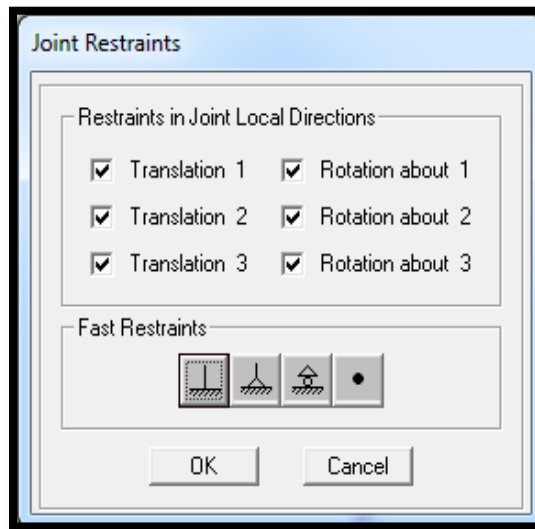 Joint Restraints
Restraints in Joint Local Directions
Translation 1 Rotation about 1
Translation 2 Rotation about 2
Translation 3 Rotation about 3
Fast Restraints
OK Cancel